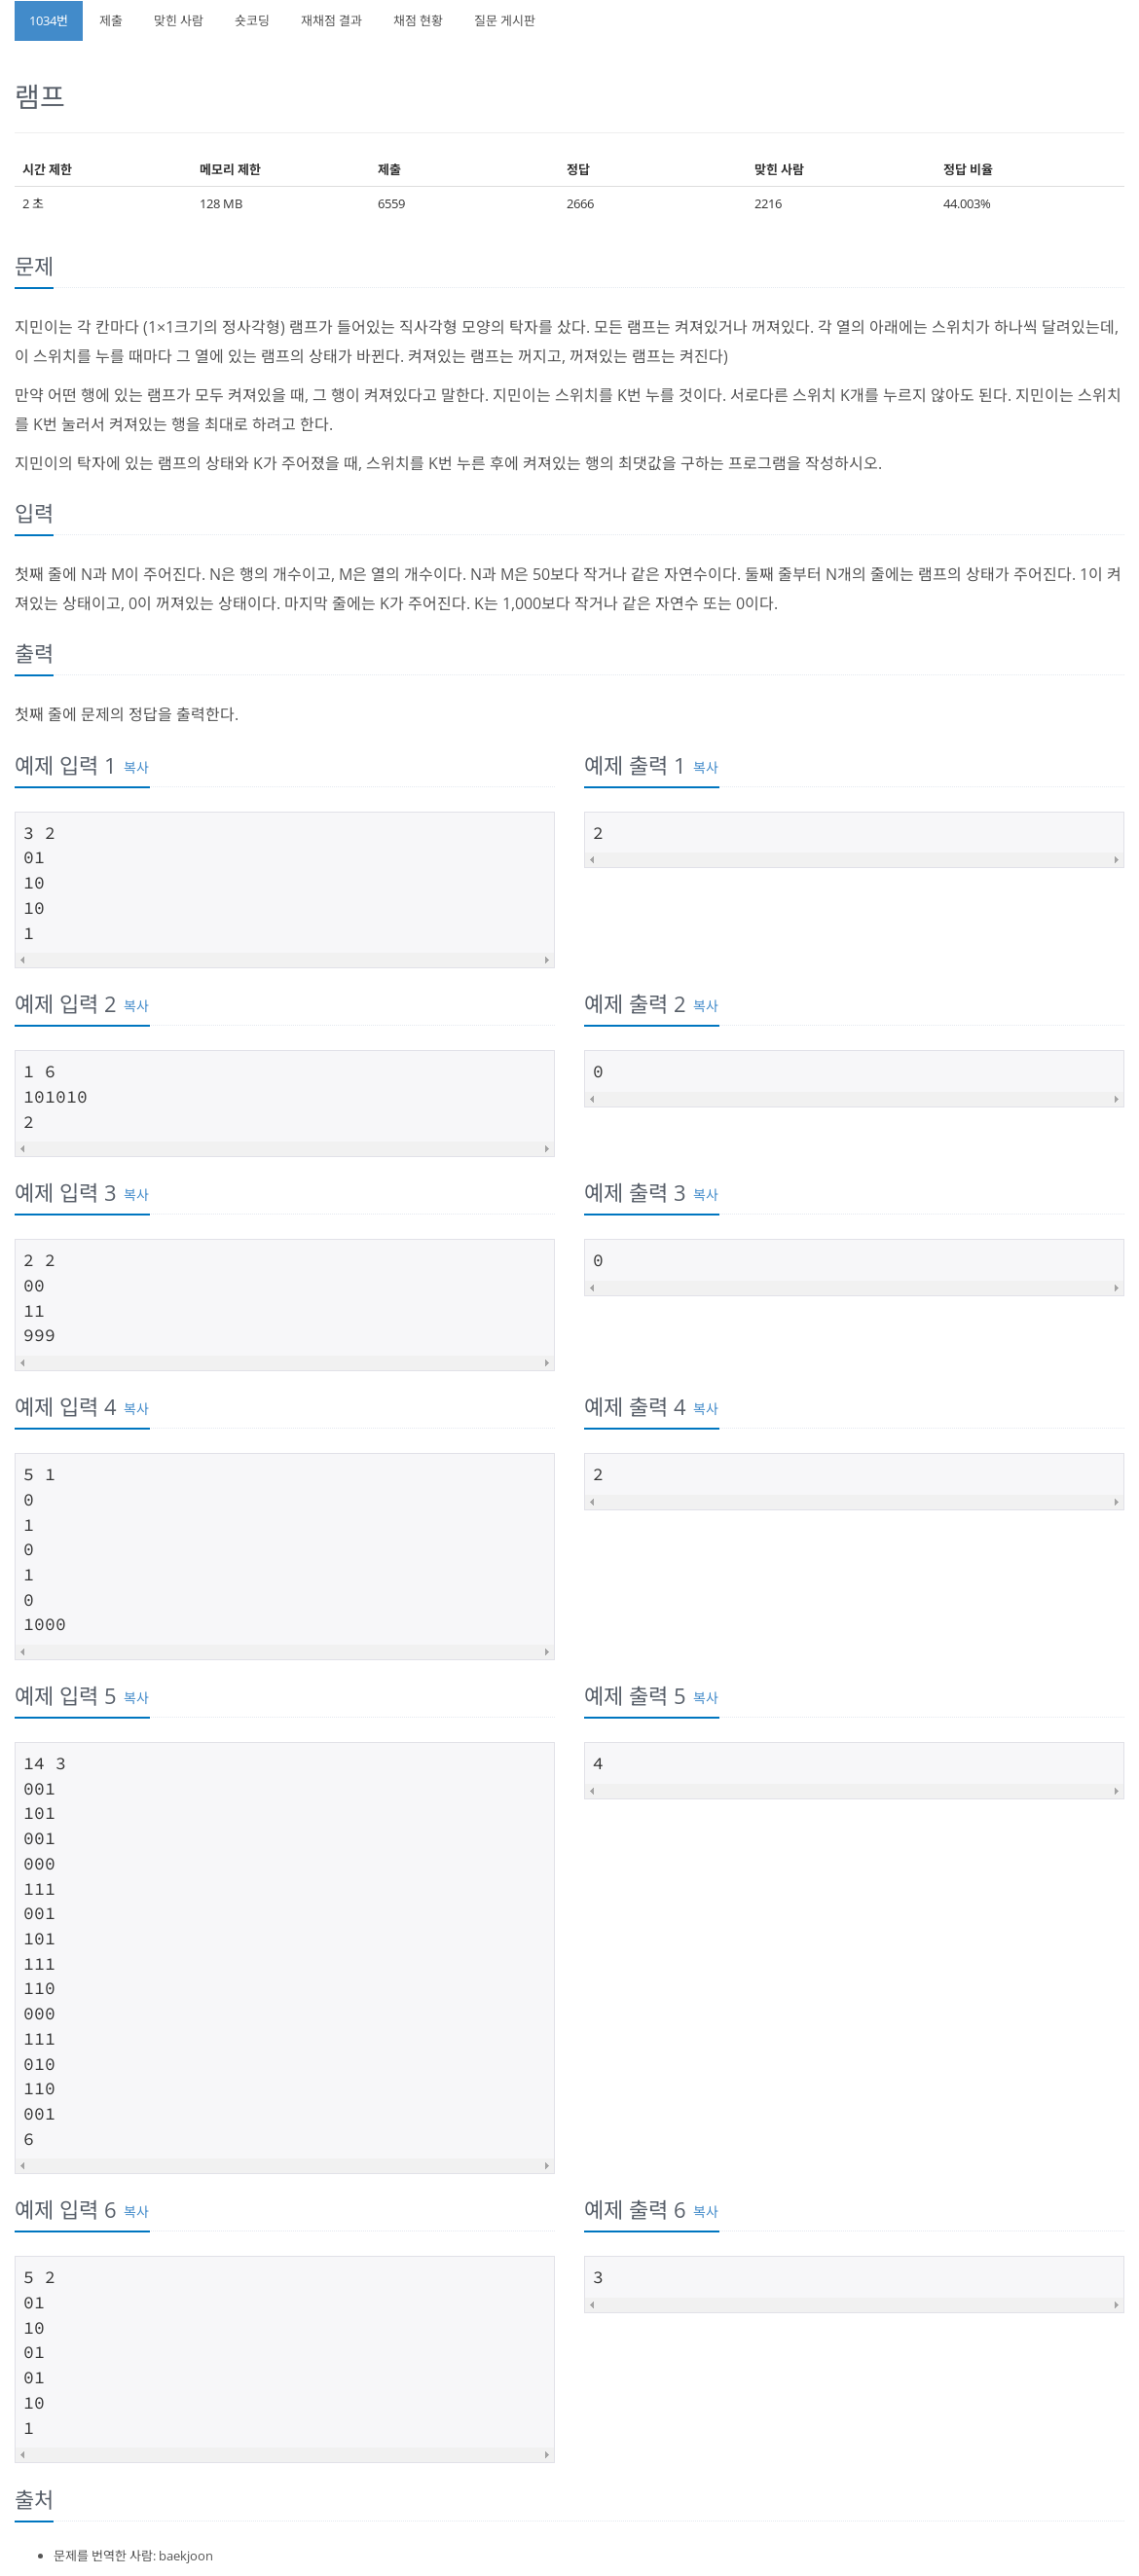 1034번 제출 맞힌 사람 숏코딩 재채점 결과 채점 현황 질문 게시판
램프
시간 제한 메모리 제한 제출 정답 맞힌 사람 정답 비율
2 초 128 MB 6559 2666 2216 44.003%
문제
지민이는 각 칸마다 (1×1크기의 정사각형) 램프가 들어있는 직사각형 모양의 탁자를 샀다. 모든 램프는 켜져있거나 꺼져있다. 각 열의 아래에는 스위치가 하나씩 달려있는데,
이 스위치를 누를 때마다 그 열에 있는 램프의 상태가 바뀐다. 켜져있는 램프는 꺼지고, 꺼져있는 램프는 켜진다)
만약 어떤 행에 있는 램프가 모두 켜져있을 때, 그 행이 켜져있다고 말한다. 지민이는 스위치를 K번 누를 것이다. 서로다른 스위치 K개를 누르지 않아도 된다. 지민이는 스위치
를 K번 눌러서 켜져있는 행을 최대로 하려고 한다.
지민이의 탁자에 있는 램프의 상태와 K가 주어졌을 때, 스위치를 K번 누른 후에 켜져있는 행의 최댓값을 구하는 프로그램을 작성하시오.
입력
첫째 줄에 N과 M이 주어진다. N은 행의 개수이고, M은 열의 개수이다. N과 M은 50보다 작거나 같은 자연수이다. 둘째 줄부터 N개의 줄에는 램프의 상태가 주어진다. 1이 켜
져있는 상태이고, 0이 꺼져있는 상태이다. 마지막 줄에는 K가 주어진다. K는 1,000보다 작거나 같은 자연수 또는 0이다.
출력
첫째 줄에 문제의 정답을 출력한다.
예제 입력 1 복사
3 2
01
10
10
1
예제 출력 1 복사
2
예제 입력 2 복사
1 6
101010
2
예제 출력 2 복사
0
예제 입력 3 복사
2 2
00
11
999
예제 출력 3 복사
0
예제 입력 4 복사
5 1
0
1
0
1
0
1000
예제 출력 4 복사
2
예제 입력 5 복사
14 3
001
101
001
000
111
001
101
111
110
000
111
010
110
001
6
예제 출력 5 복사
4
예제 입력 6 복사
5 2
01
10
01
01
10
1
예제 출력 6 복사
3
출처
• 문제를 번역한 사람: baekjoon